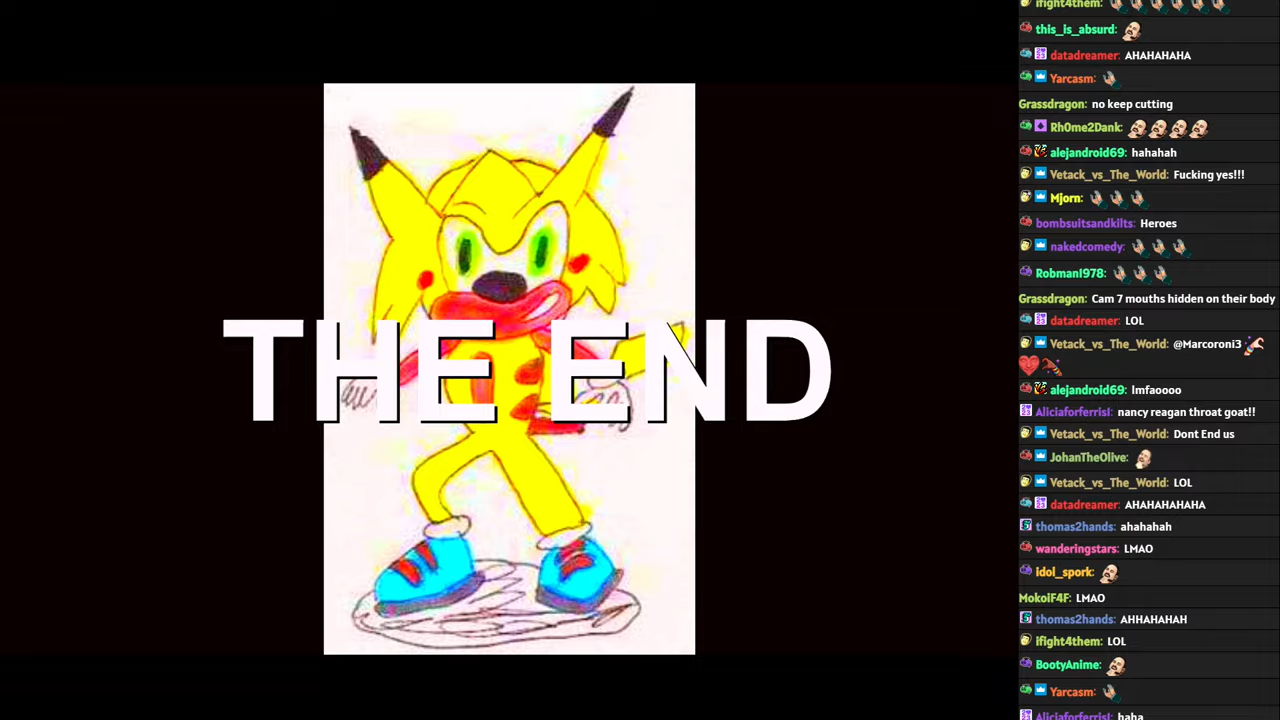 THE END
ifight4them:
this_is_absurd:
datadreamer: AHAHAHAHA
Yarcasm:
Grassdragon: no keep cutting
Rh0me2Dank:
alejandroid69: hahahah
Vetack_vs_The_World: Fucking yes!!!
Mjorn:
bombsuitsandkilts: Heroes
nakedcomedy:
Robman1978:
Grassdragon: Cam 7 mouths hidden on their body
datadreamer: LOL
Vetack_vs_The_World: @Marcoroni3
alejandroid69: lmfaoooo
Aliciaforferris1: nancy reagan throat goat!!
Vetack_vs_The_World: Dont End us
JohanTheOlive:
Vetack_vs_The_World: LOL
datadreamer: AHAHAHAHAHA
thomas2hands: ahahahah
wanderingstars: LMAO
idol_spork:
MokoiF4F: LMAO
thomas2hands: AHHAHAHAH
ifight4them: LOL
BootyAnime:
Yarcasm:
Aliciaforferris1: haha